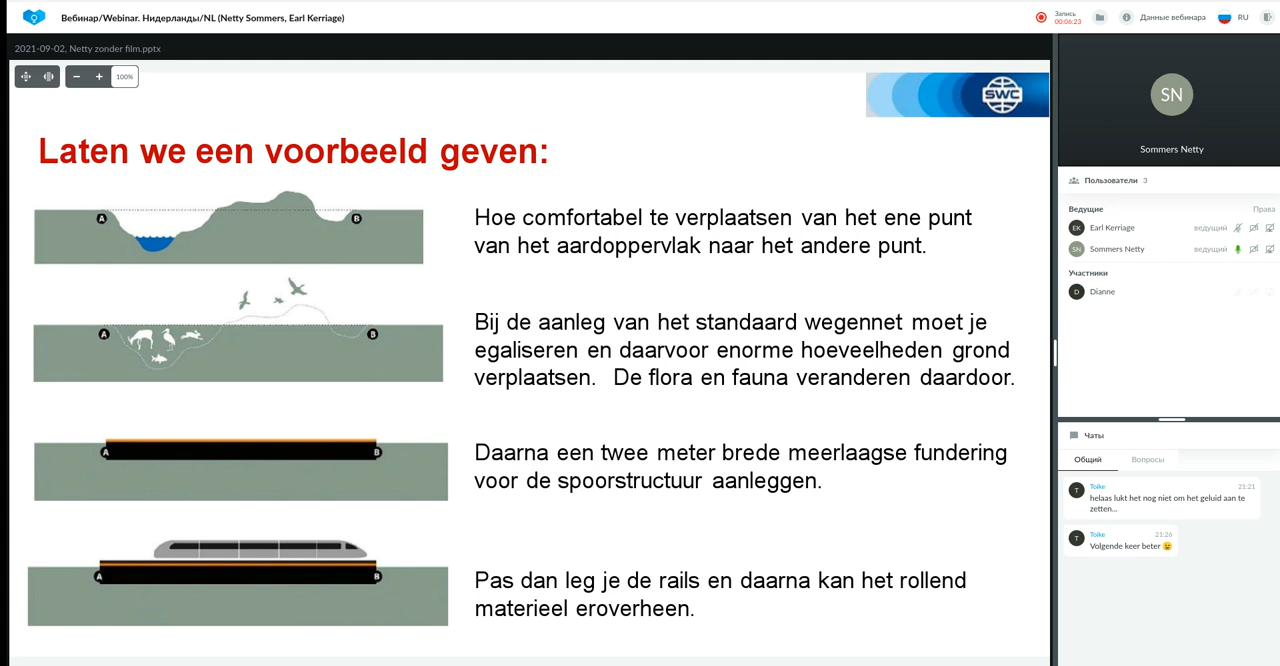 Вебинар/Webinar. Нидерланды/NL (Netty Sommers, Earl Kerriage)
Запись
00:06:23
Данные вебинара
RU
2021-09-02, Netty zonder film.pptx
100%
SWC
Laten we een voorbeeld geven:
A
B
Hoe comfortabel te verplaatsen van het ene punt
van het aardoppervlak naar het andere punt.
A
B
Bij de aanleg van het standaard wegennet moet je
egaliseren en daarvoor enorme hoeveelheden grond
verplaatsen. De flora en fauna veranderen daardoor.
A
B
Daarna een twee meter brede meerlaagse fundering
voor de spoorstructuur aanleggen.
A
B
Pas dan leg je de rails en daarna kan het rollend
materieel eroverheen.
SN
Sommers Netty
Пользователи 3
Ведущие Права
EK Earl Kerriage ведущий
SN Sommers Netty ведущий
Участники
D Dianne
Чаты
Общий Вопросы
T Toike 21:21
helaas lukt het nog niet om het geluid aan te
zetten...
T Toike 21:26
Volgende keer beter 😉